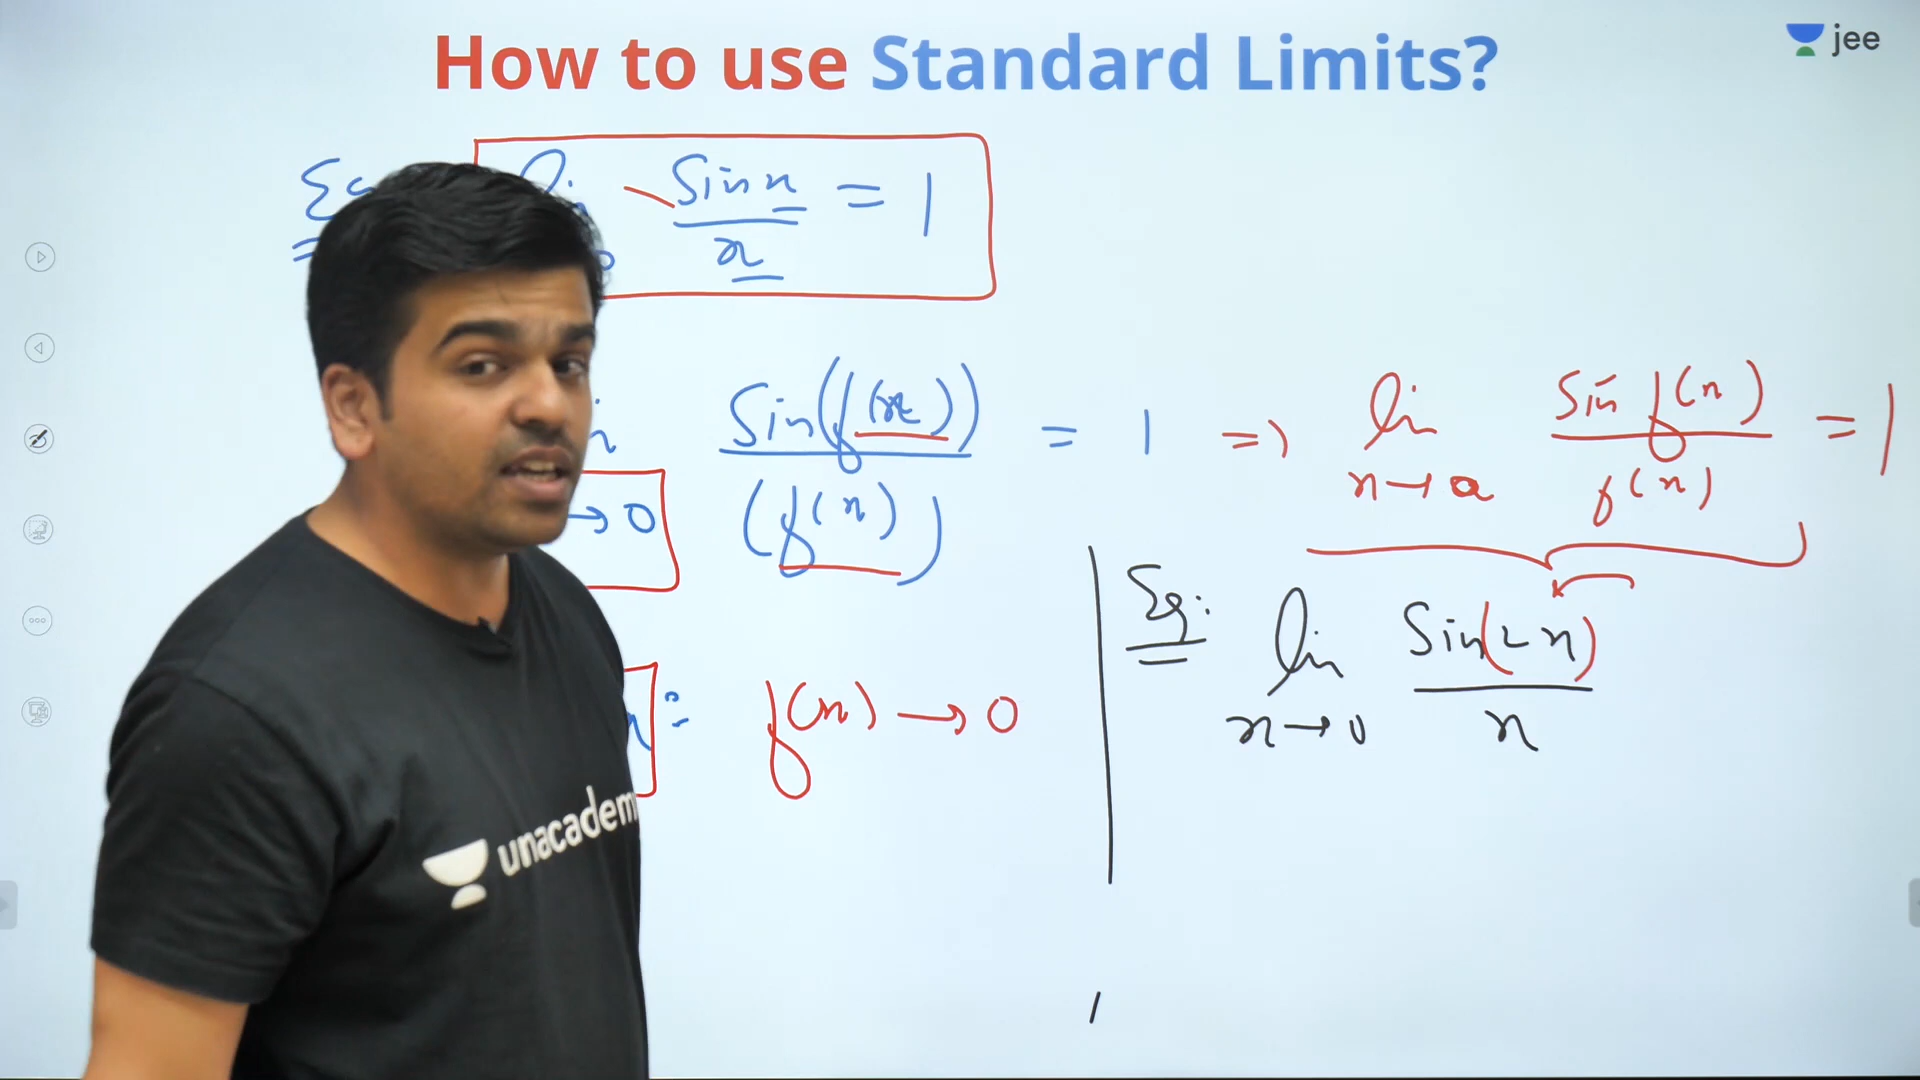 How to use Standard Limits?
jee
Sin x
= 1
x
Sin(f(x)) = 1 => lim Sin f(x) = 1
x→a f(x)
→ 0 (f(x))
Eg: lim Sin(2x)
x→0 x
f(x) → 0
unacadem